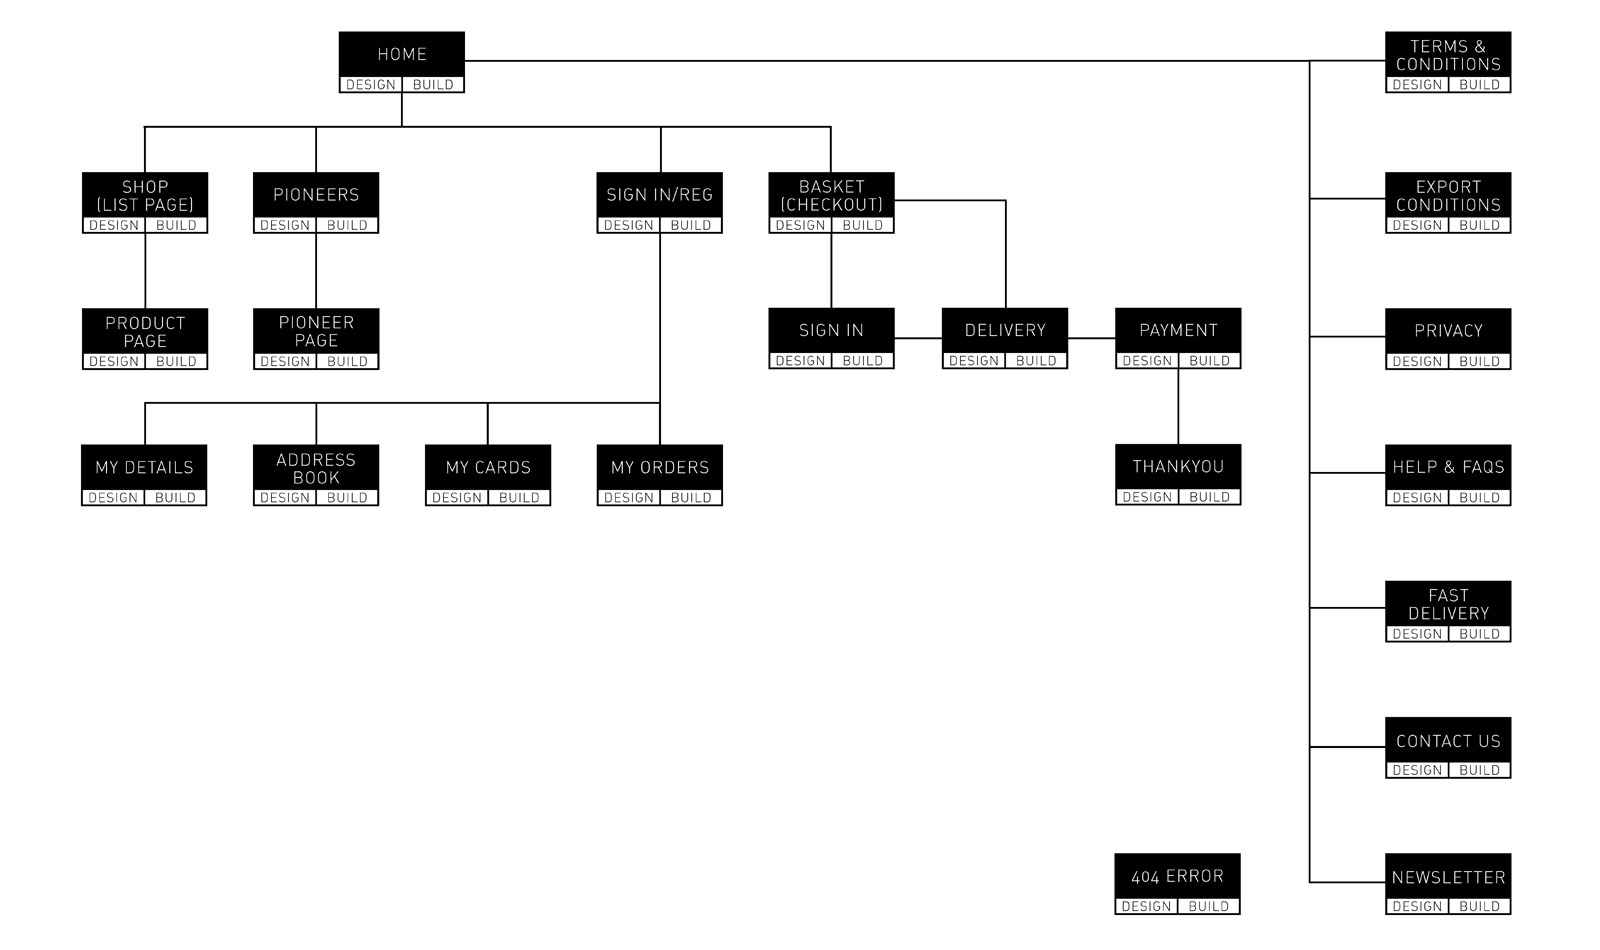 HOME
DESIGN BUILD
TERMS &
CONDITIONS
DESIGN BUILD
SHOP
(LIST PAGE)
DESIGN BUILD
PIONEERS
DESIGN BUILD
SIGN IN/REG
DESIGN BUILD
BASKET
(CHECKOUT)
DESIGN BUILD
EXPORT
CONDITIONS
DESIGN BUILD
PRODUCT
PAGE
DESIGN BUILD
PIONEER
PAGE
DESIGN BUILD
SIGN IN
DESIGN BUILD
DELIVERY
DESIGN BUILD
PAYMENT
DESIGN BUILD
PRIVACY
DESIGN BUILD
MY DETAILS
DESIGN BUILD
ADDRESS
BOOK
DESIGN BUILD
MY CARDS
DESIGN BUILD
MY ORDERS
DESIGN BUILD
THANKYOU
DESIGN BUILD
HELP & FAQS
DESIGN BUILD
FAST
DELIVERY
DESIGN BUILD
CONTACT US
DESIGN BUILD
404 ERROR
DESIGN BUILD
NEWSLETTER
DESIGN BUILD